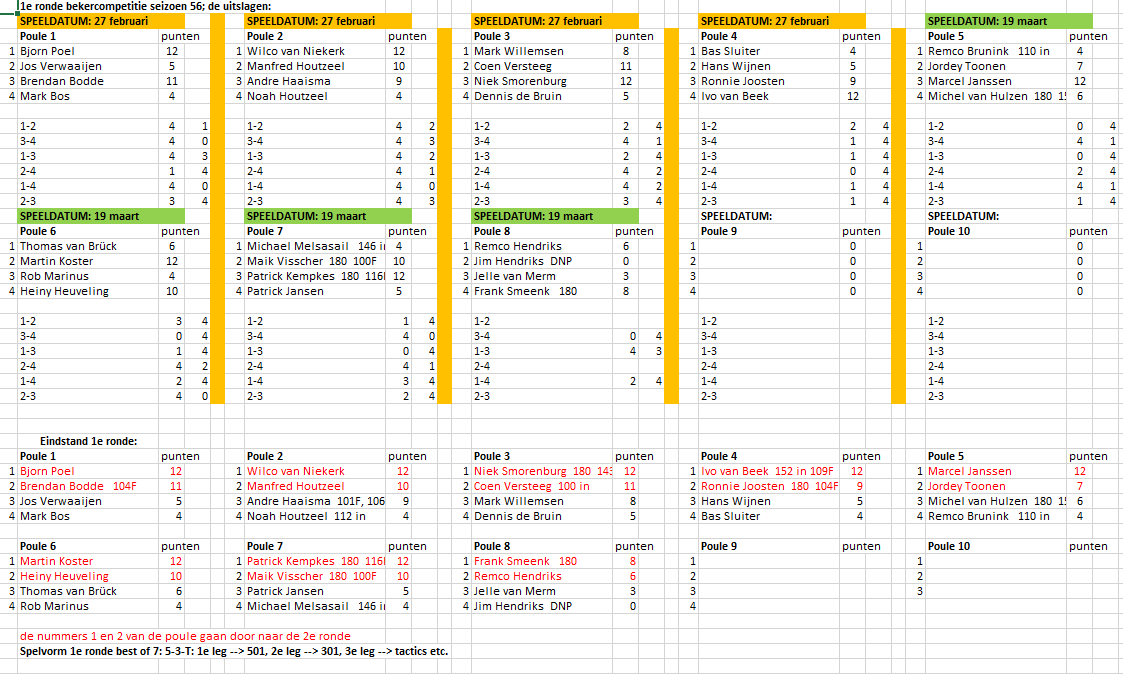 1e ronde bekercompetitie seizoen 56; de uitslagen:
SPEELDATUM: 27 februari SPEELDATUM: 27 februari SPEELDATUM: 27 februari SPEELDATUM: 27 februari SPEELDATUM: 19 maart
Poule 1 punten Poule 2 punten Poule 3 punten Poule 4 punten Poule 5 punten
1 Bjorn Poel 12 1 Wilco van Niekerk 12 1 Mark Willemsen 8 1 Bas Sluiter 4 1 Remco Brunink 110 in 4
2 Jos Verwaaijen 5 2 Manfred Houtzeel 10 2 Coen Versteeg 11 2 Hans Wijnen 5 2 Jordey Toonen 7
3 Brendan Bodde 11 3 Andre Haaisma 9 3 Niek Smorenburg 12 3 Ronnie Joosten 9 3 Marcel Janssen 12
4 Mark Bos 4 4 Noah Houtzeel 4 4 Dennis de Bruin 5 4 Ivo van Beek 12 4 Michel van Hulzen 180 6
1-2 4 1 1-2 4 2 1-2 2 4 1-2 2 4 1-2 0 4
3-4 4 0 3-4 4 3 3-4 4 1 3-4 1 4 3-4 4 1
1-3 4 3 1-3 4 2 1-3 2 4 1-3 1 4 1-3 0 4
2-4 1 4 2-4 4 1 2-4 4 2 2-4 0 4 2-4 2 4
1-4 4 0 1-4 4 0 1-4 4 2 1-4 1 4 1-4 4 1
2-3 3 4 2-3 4 3 2-3 3 4 2-3 1 4 2-3 1 4
SPEELDATUM: 19 maart SPEELDATUM: 19 maart SPEELDATUM: 19 maart SPEELDATUM: SPEELDATUM:
Poule 6 punten Poule 7 punten Poule 8 punten Poule 9 punten Poule 10 punten
1 Thomas van Brück 6 1 Michael Melsasail 146 4 1 Remco Hendriks 6 1 0 1 0
2 Martin Koster 12 2 Maik Visscher 180 100F 10 2 Jim Hendriks DNP 0 2 0 2 0
3 Rob Marinus 4 3 Patrick Kempkes 180 12 3 Jelle van Merm 3 3 0 3 0
4 Heiny Heuveling 10 4 Patrick Jansen 5 4 Frank Smeenk 180 8 4 0 4 0
1-2 3 4 1-2 1 4 1-2 1-2 1-2
3-4 0 4 3-4 4 0 3-4 0 4 3-4 3-4
1-3 1 4 1-3 0 4 1-3 4 3 1-3 1-3
2-4 4 2 2-4 4 1 2-4 2-4 2-4
1-4 2 4 1-4 3 4 1-4 2 4 1-4 1-4
2-3 4 0 2-3 2 4 2-3 2-3 2-3
Eindstand 1e ronde:
Poule 1 punten Poule 2 punten Poule 3 punten Poule 4 punten Poule 5 punten
1 Bjorn Poel 12 1 Wilco van Niekerk 12 1 Niek Smorenburg 180 12 1 Ivo van Beek 152 in 109F 12 1 Marcel Janssen 12
2 Brendan Bodde 104F 11 2 Manfred Houtzeel 10 2 Coen Versteeg 100 in 11 2 Ronnie Joosten 180 104F 9 2 Jordey Toonen 7
3 Jos Verwaaijen 5 3 Andre Haaisma 101F, 106 9 3 Mark Willemsen 8 3 Hans Wijnen 5 3 Michel van Hulzen 180 6
4 Mark Bos 4 4 Noah Houtzeel 112 in 4 4 Dennis de Bruin 5 4 Bas Sluiter 4 4 Remco Brunink 110 in 4
Poule 6 punten Poule 7 punten Poule 8 punten Poule 9 punten Poule 10 punten
1 Martin Koster 12 1 Patrick Kempkes 180 12 1 Frank Smeenk 180 8 1 1
2 Heiny Heuveling 10 2 Maik Visscher 180 100F 10 2 Remco Hendriks 6 2 2
3 Thomas van Brück 6 3 Patrick Jansen 5 3 Jelle van Merm 3 3 3
4 Rob Marinus 4 4 Michael Melsasail 146 4 4 Jim Hendriks DNP 0 4
de nummers 1 en 2 van de poule gaan door naar de 2e ronde
Spelvorm 1e ronde best of 7: 5-3-T: 1e leg --> 501, 2e leg --> 301, 3e leg --> tactics etc.